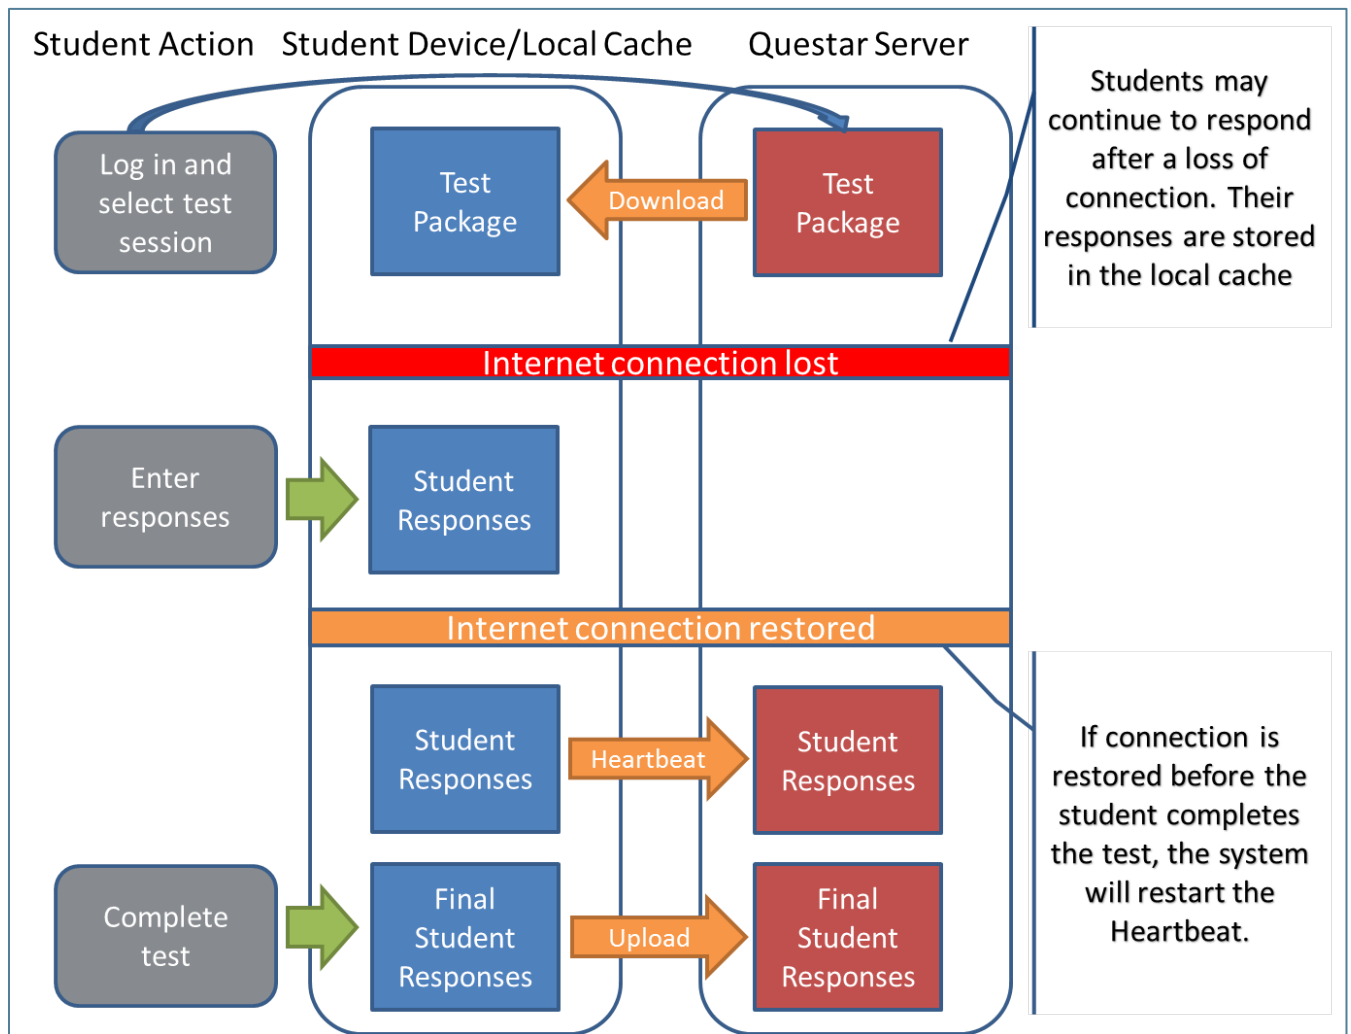 Student Action
Student Device/Local Cache
Questar Server
Log in and
select test
session
Test
Package
Download
Test
Package
Students may
continue to respond
after a loss of
connection. Their
responses are stored
in the local cache
Internet connection lost
Enter
responses
Student
Responses
Internet connection restored
Student
Responses
Heartbeat
Student
Responses
If connection is
restored before the
student completes
the test, the system
will restart the
Heartbeat.
Complete
test
Final
Student
Responses
Upload
Final
Student
Responses